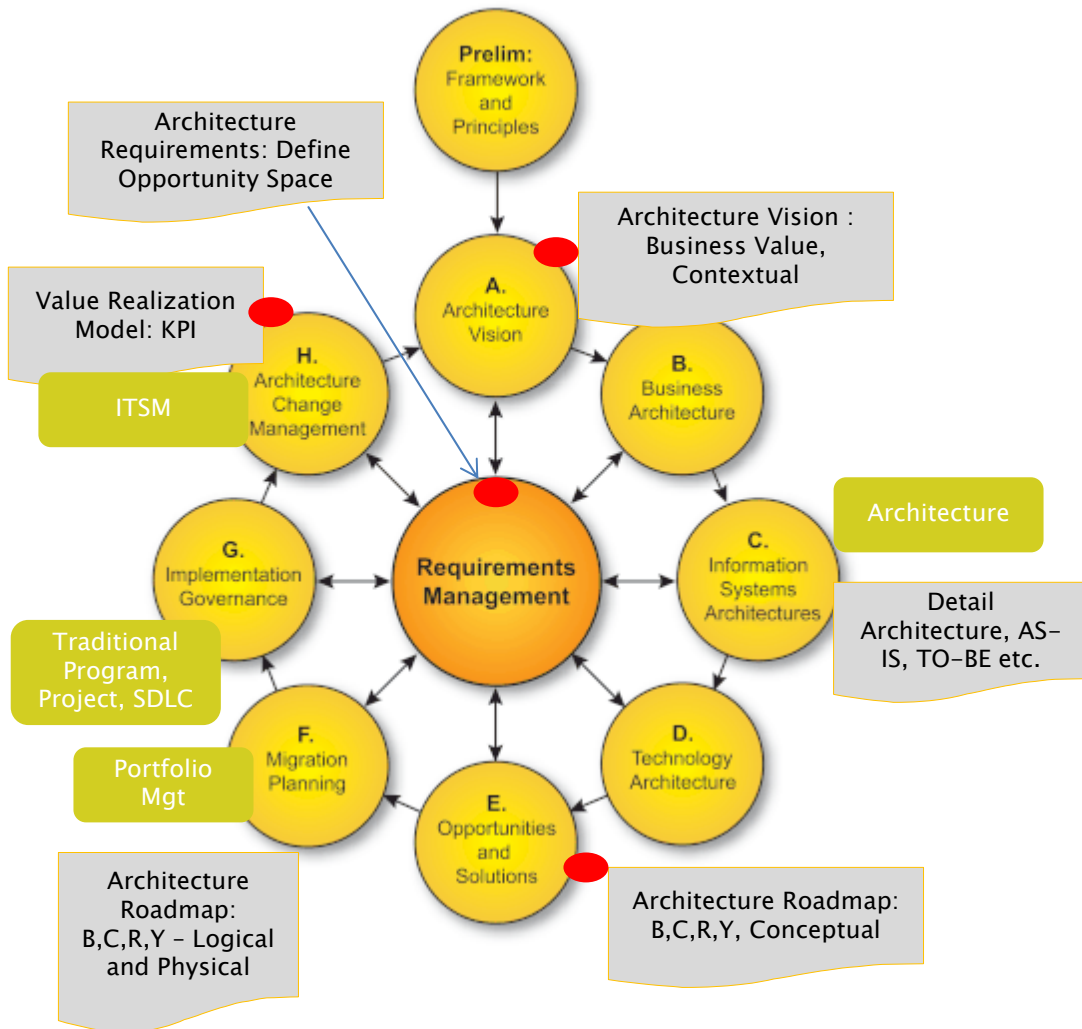 Prelim:
Framework
and
Principles
Architecture
Requirements: Define
Opportunity Space
Architecture Vision :
Business Value,
Contextual
A.
Architecture
Vision
Value Realization
Model: KPI
ITSM
H.
Architecture
Change
Management
B.
Business
Architecture
Architecture
C.
Information
Systems
Architectures
Detail
Architecture, AS-
IS, TO-BE etc.
Requirements
Management
G.
Implementation
Governance
Traditional
Program,
Project, SDLC
D.
Technology
Architecture
F.
Migration
Planning
Portfolio
Mgt
E.
Opportunities
and
Solutions
Architecture
Roadmap:
B,C,R,Y – Logical
and Physical
Architecture Roadmap:
B,C,R,Y, Conceptual